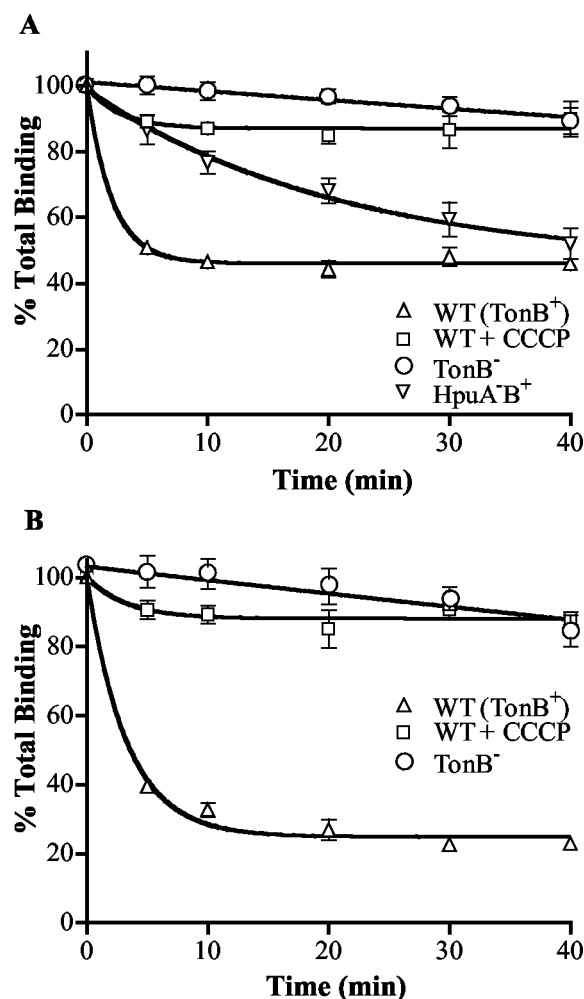 A
% Total Binding
100
80
60
40
20
0
WT (TonB⁺)
WT + CCCP
TonB⁻
HpuA⁻B⁺
0 10 20 30 40
Time (min)
B
% Total Binding
100
80
60
40
20
0
WT (TonB⁺)
WT + CCCP
TonB⁻
0 10 20 30 40
Time (min)